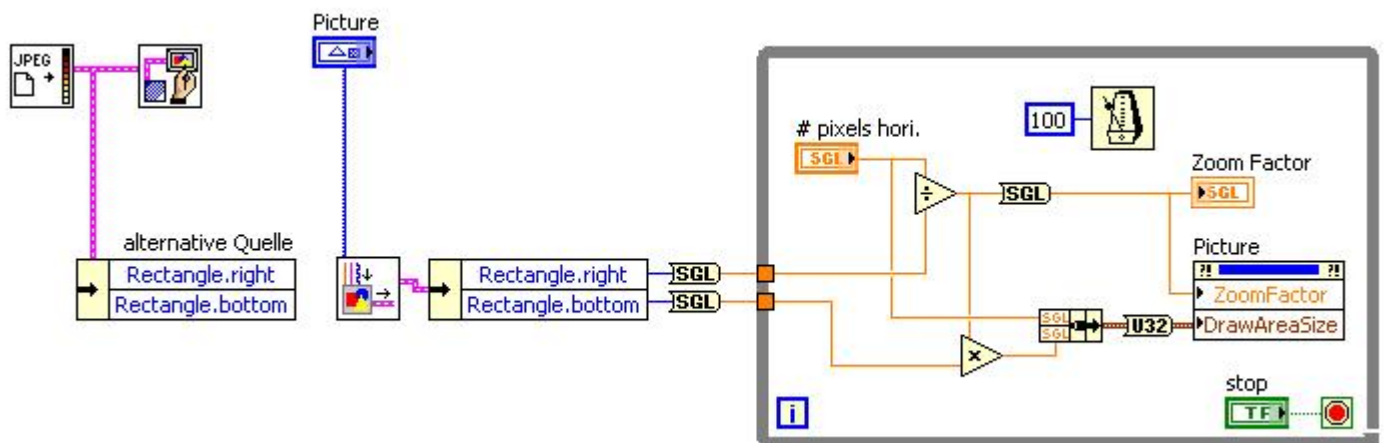 Picture
JPEG
# pixels hori.
100
SGL
Zoom Factor
SGL
SGL
÷
alternative Quelle
Rectangle.right
Rectangle.bottom
Rectangle.right
Rectangle.bottom
SGL
SGL
Picture
?! ?!
ZoomFactor
DrawAreaSize
SGL
SGL
U32
×
stop
TF
i